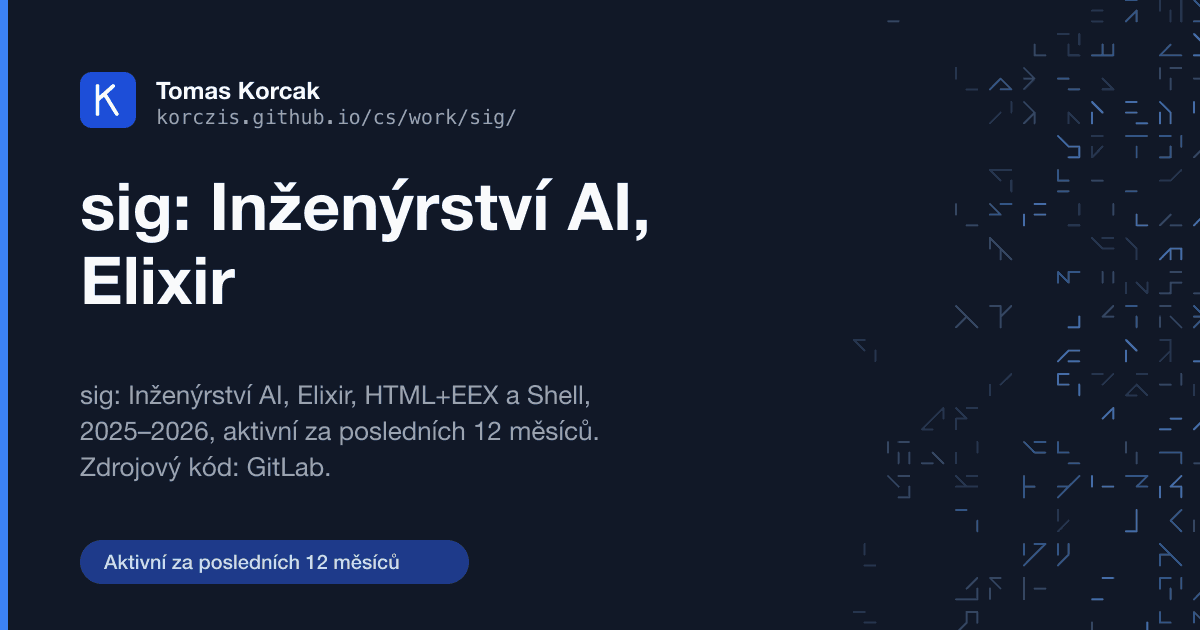 K
Tomas Korcak
korczis.github.io/cs/work/sig/
sig: Inženýrství AI,
Elixir
sig: Inženýrství AI, Elixir, HTML+EEX a Shell,
2025–2026, aktivní za posledních 12 měsíců.
Zdrojový kód: GitLab.
Aktivní za posledních 12 měsíců